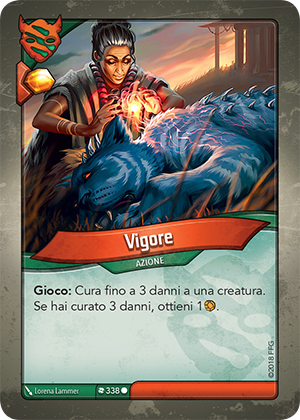 Vigore
AZIONE
Gioco: Cura fino a 3 danni a una creatura.
Se hai curato 3 danni, ottieni 1.
©2018 FFG
Lorena Lammer
338